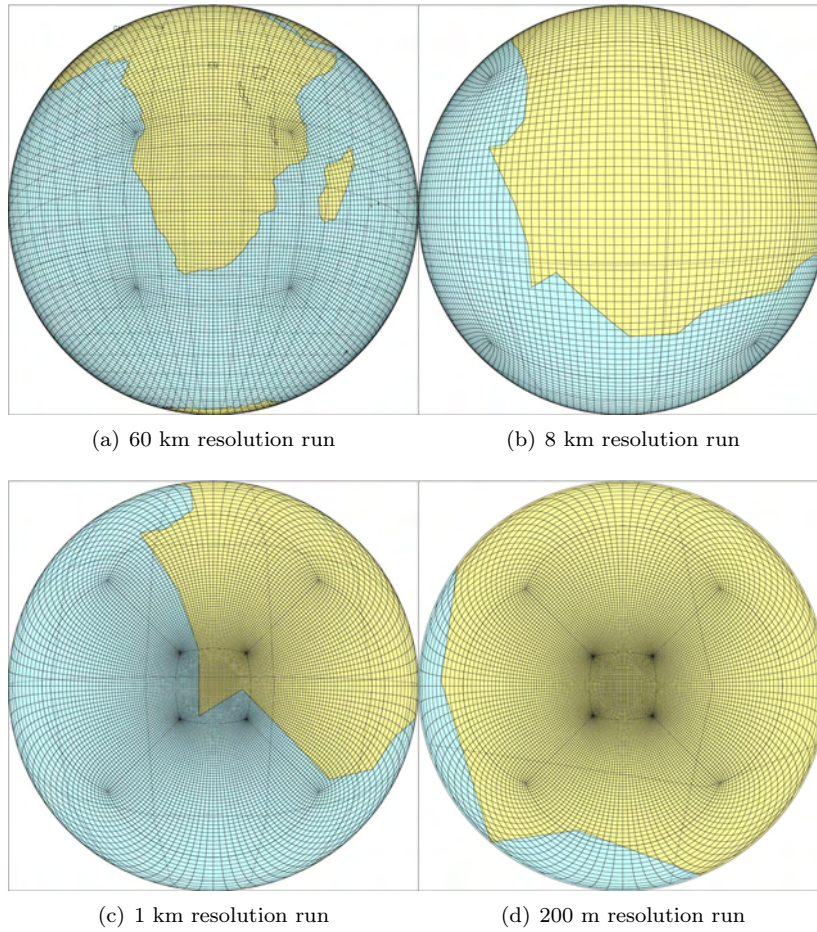 (a) 60 km resolution run
(b) 8 km resolution run
(c) 1 km resolution run
(d) 200 m resolution run